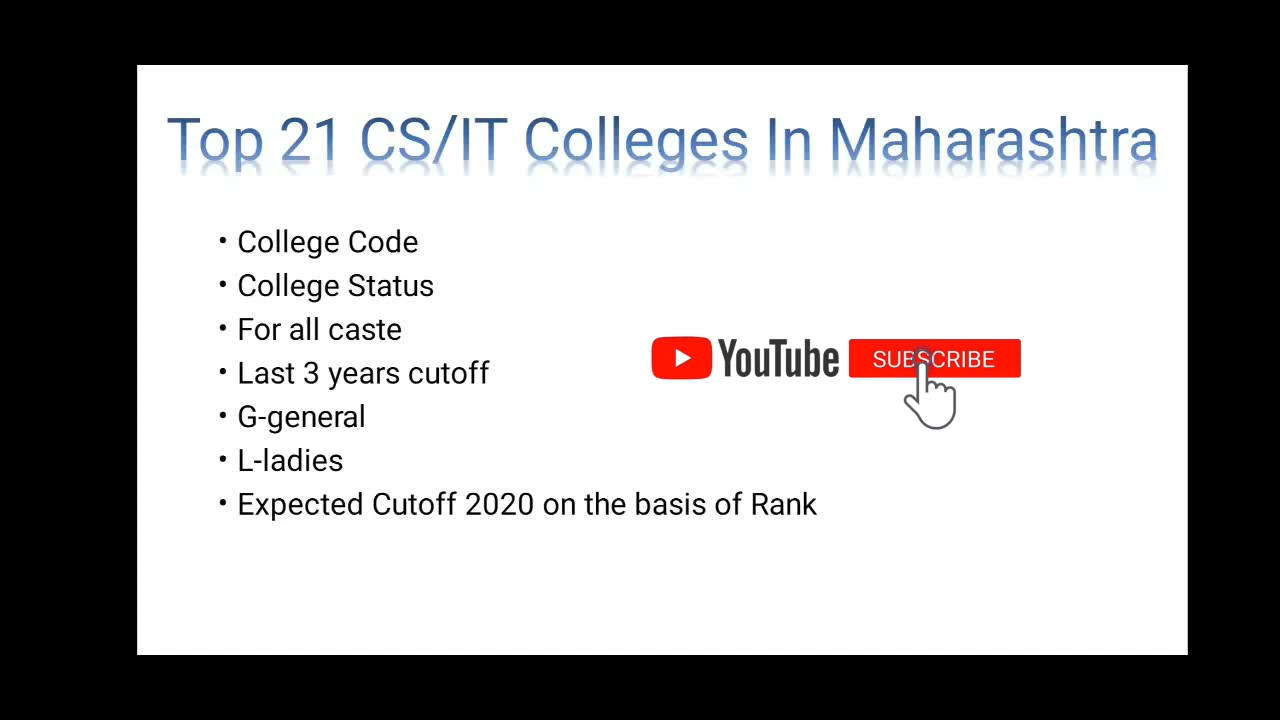 Top 21 CS/IT Colleges In Maharashtra
• College Code
• College Status
• For all caste
• Last 3 years cutoff
• G-general
• L-ladies
• Expected Cutoff 2020 on the basis of Rank
YouTube SUBSCRIBE